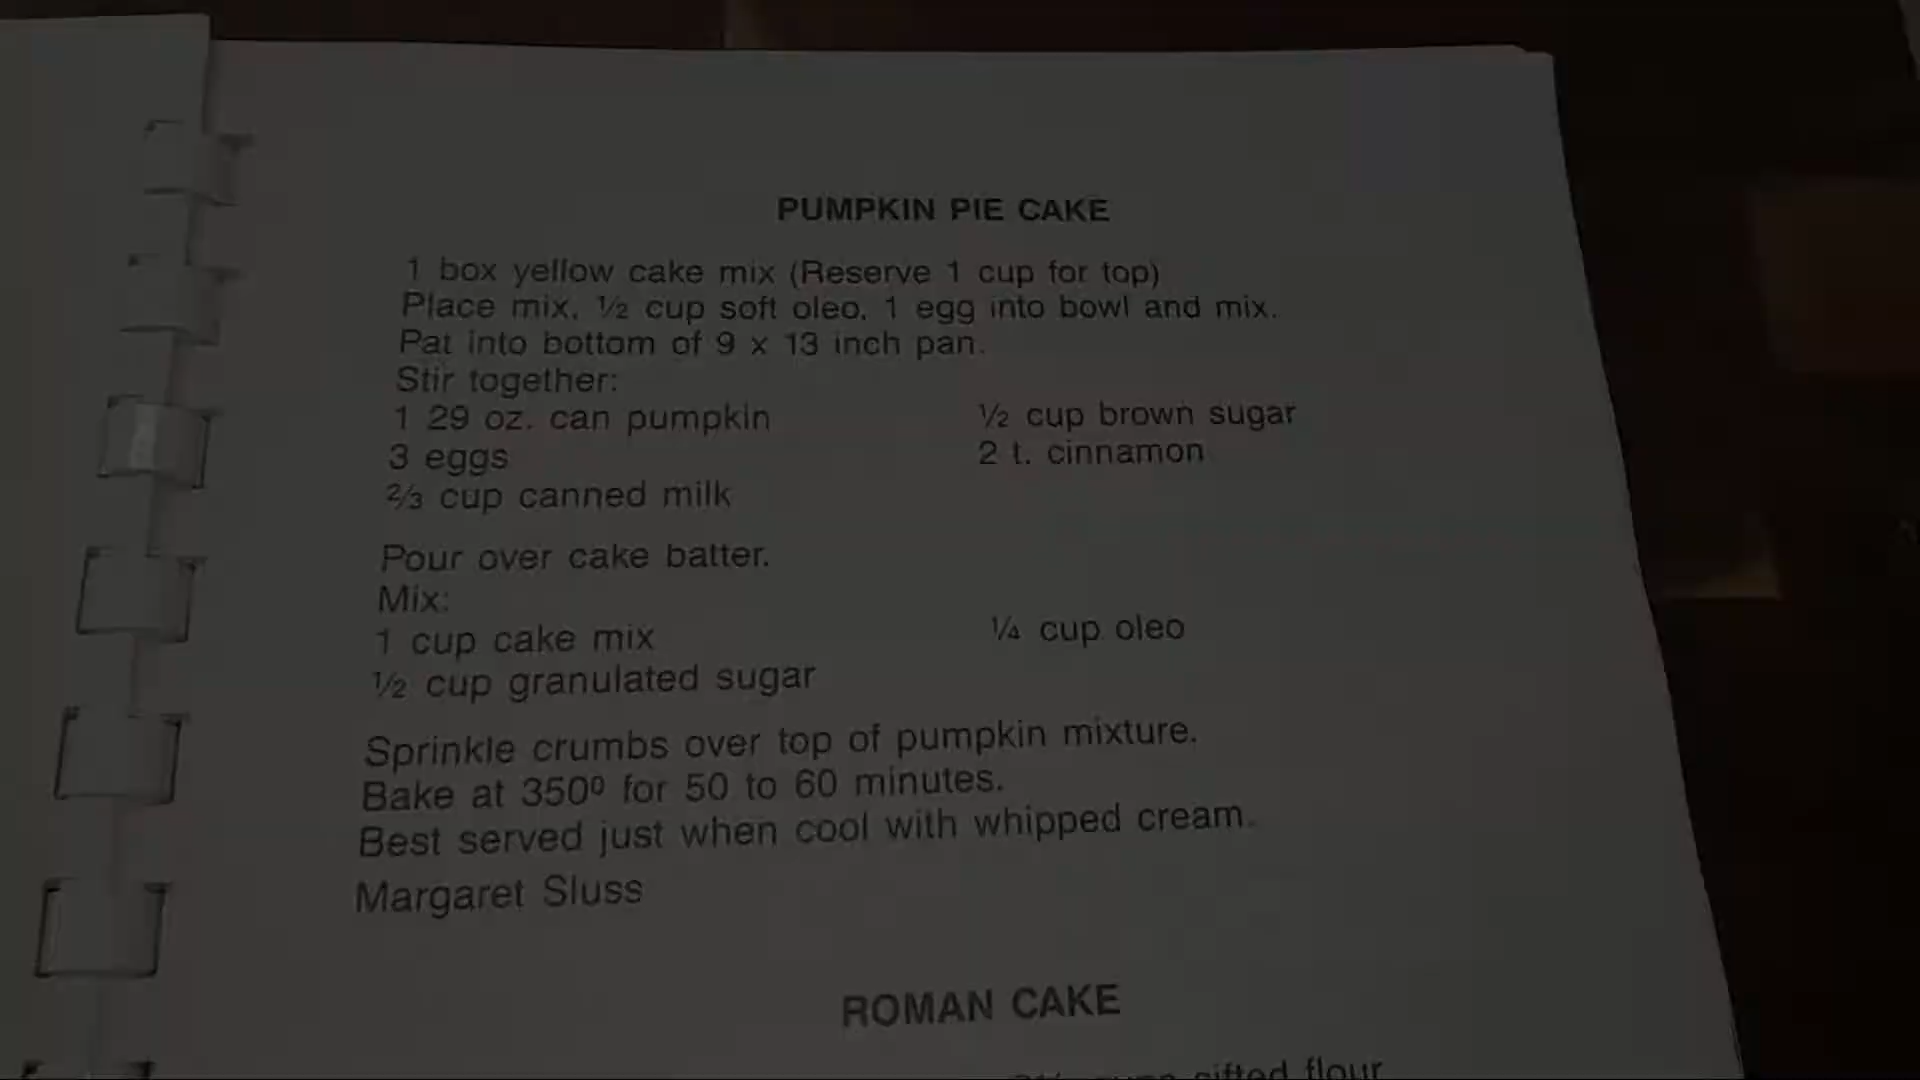 PUMPKIN PIE CAKE
1 box yellow cake mix (Reserve 1 cup for top)
Place mix, ½ cup soft oleo, 1 egg into bowl and mix.
Pat into bottom of 9 x 13 inch pan.
Stir together:
1 29 oz. can pumpkin ½ cup brown sugar
3 eggs 2 t. cinnamon
⅔ cup canned milk
Pour over cake batter.
Mix:
1 cup cake mix ¼ cup oleo
½ cup granulated sugar
Sprinkle crumbs over top of pumpkin mixture.
Bake at 350º for 50 to 60 minutes.
Best served just when cool with whipped cream.
Margaret Sluss
ROMAN CAKE
sifted flour